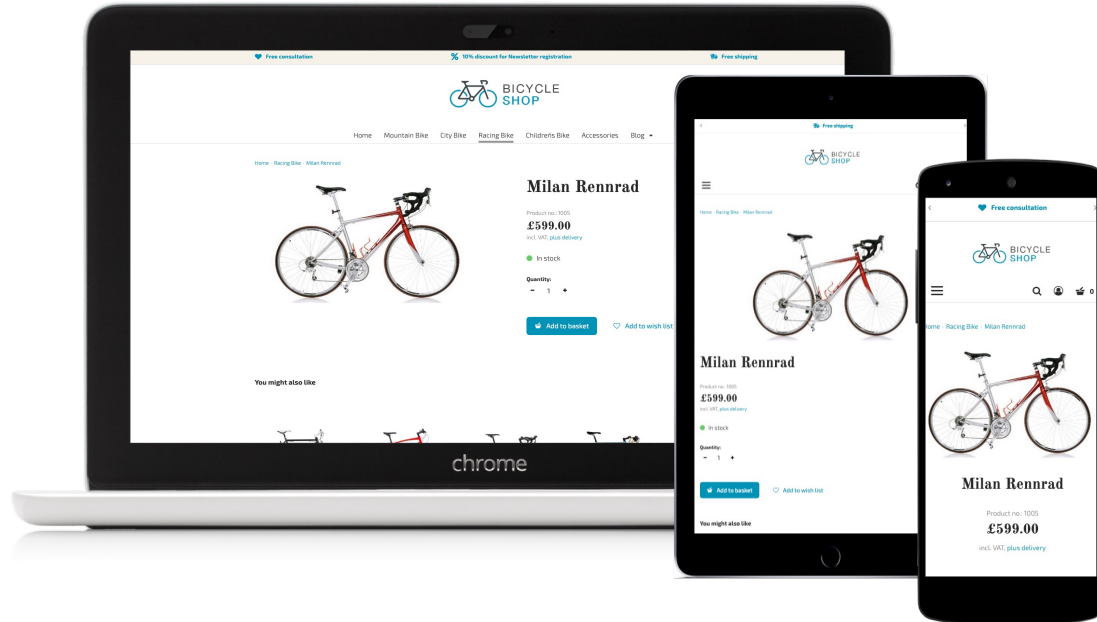 Free consultation
10% discount for Newsletter registration
Free shipping
BICYCLE
SHOP
Home Mountain Bike City Bike Racing Bike Children's Bike Accessories Blog
Home · Racing Bike · Milan Rennrad
Milan Rennrad
Product no.: 1005
£599.00
incl. VAT, plus delivery
In stock
Quantity:
- 1 +
Add to basket
Add to wish list
You might also like
chrome
Free shipping
BICYCLE
SHOP
Home · Racing Bike · Milan Rennrad
Milan Rennrad
Product no.: 1005
£599.00
incl. VAT, plus delivery
In stock
Quantity:
- 1 +
Add to basket
Add to wish list
You might also like
Free consultation
BICYCLE
SHOP
0
Home · Racing Bike · Milan Rennrad
Milan Rennrad
Product no.: 1005
£599.00
incl. VAT, plus delivery